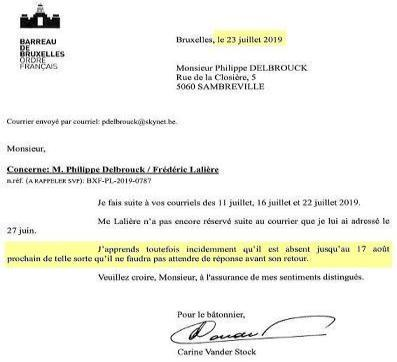 BARREAU
DE
BRUXELLES
ORDRE
FRANÇAIS
Bruxelles, le 23 juillet 2019
Monsieur Philippe DELBROUCK
Rue de la Closière, 5
5060 SAMBREVILLE
Courrier envoyé par courriel: pdelbrouck@skynet.be.
Monsieur,
Concerne: M. Philippe Delbrouck / Frédéric Lalière
n.réf. (A RAPPELER SVP): BXF-PL-2019-0787
Je fais suite à vos courriels des 11 juillet, 16 juillet et 22 juillet 2019.
Me Lalière n'a pas encore réservé suite au courrier que je lui ai adressé le
27 juin.
J'apprends toutefois incidemment qu'il est absent jusqu'au 17 août
prochain de telle sorte qu'il ne faudra pas attendre de réponse avant son retour.
Veuillez croire, Monsieur, à l'assurance de mes sentiments distingués.
Pour le bâtonnier,
Carine Vander Stock